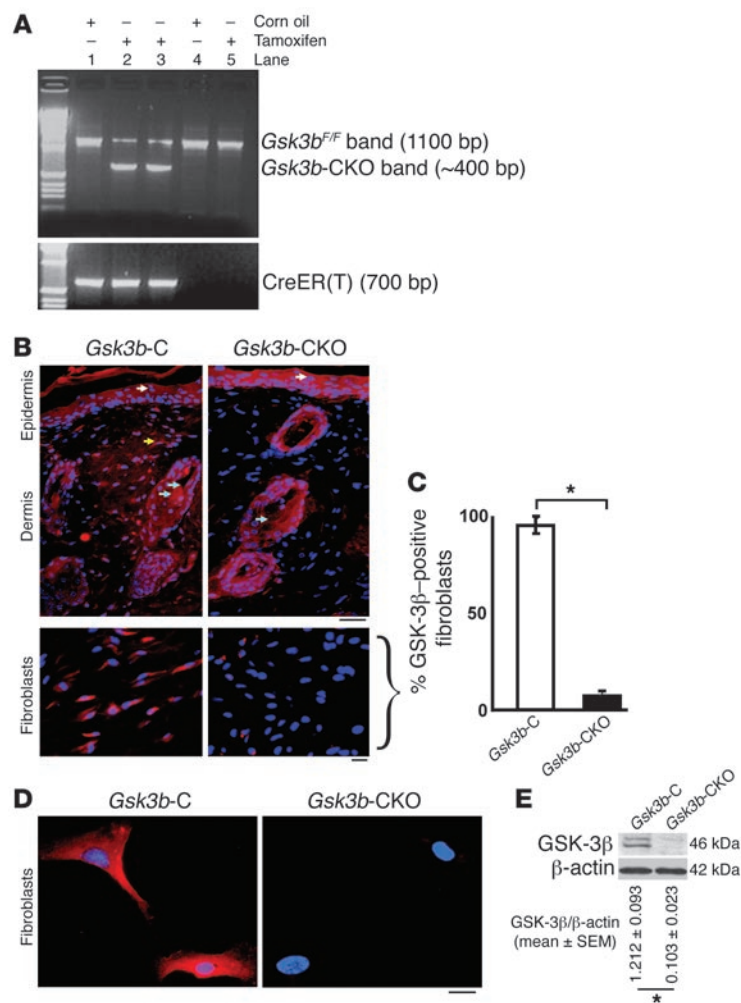 A
+ – – + – Corn oil
– + + – + Tamoxifen
1 2 3 4 5 Lane
Gsk3b^F/F band (1100 bp)
Gsk3b-CKO band (~400 bp)
CreER(T) (700 bp)
B
Gsk3b-C Gsk3b-CKO
Epidermis
Dermis
Fibroblasts
C
*
% GSK-3β–positive
fibroblasts
100
50
0
Gsk3b-C
Gsk3b-CKO
D
Gsk3b-C Gsk3b-CKO
Fibroblasts
E
Gsk3b-C
Gsk3b-CKO
GSK-3β 46 kDa
β-actin 42 kDa
GSK-3β/β-actin
(mean ± SEM)
1.212 ± 0.093
0.103 ± 0.023
*